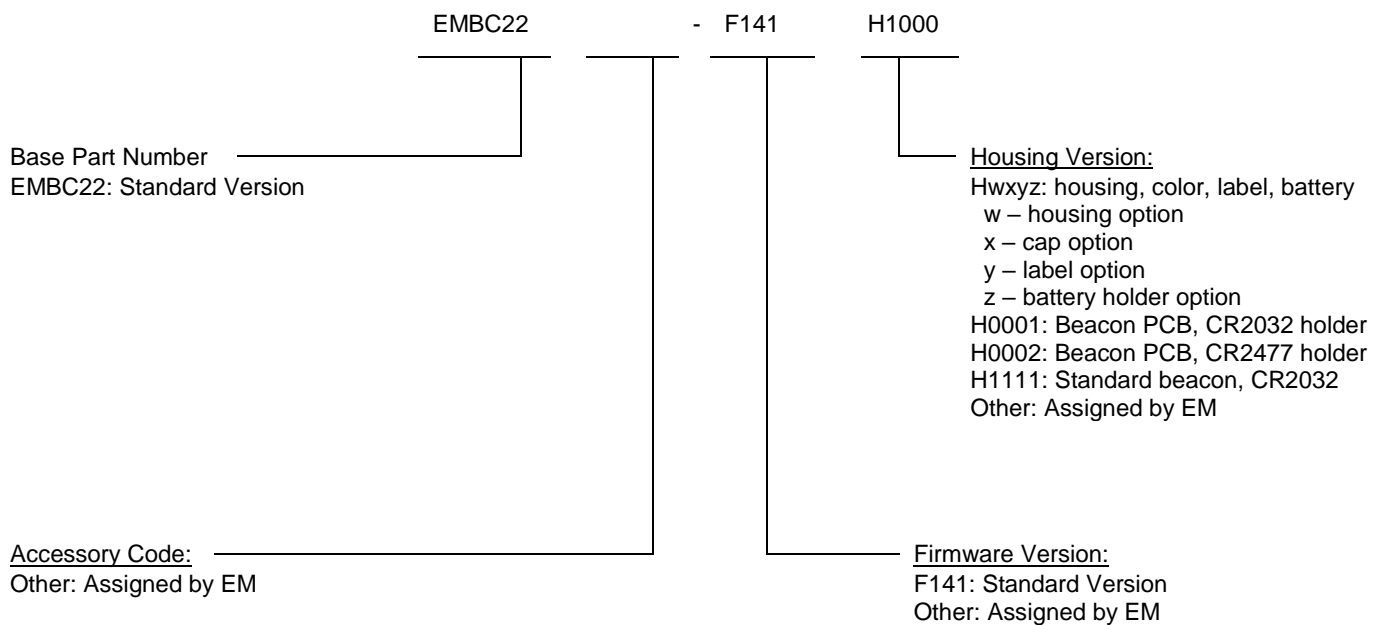 EMBC22 - F141 H1000
Base Part Number
EMBC22: Standard Version
Housing Version:
Hwxyz: housing, color, label, battery
w – housing option
x – cap option
y – label option
z – battery holder option
H0001: Beacon PCB, CR2032 holder
H0002: Beacon PCB, CR2477 holder
H1111: Standard beacon, CR2032
Other: Assigned by EM
Accessory Code:
Other: Assigned by EM
Firmware Version:
F141: Standard Version
Other: Assigned by EM